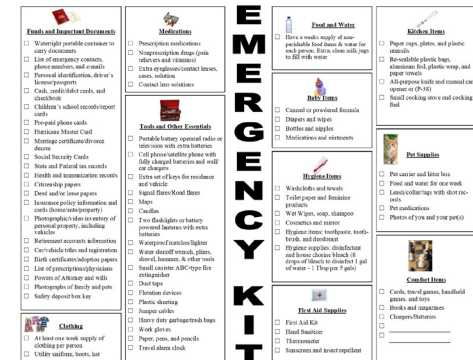 Funds and Important Documents
Watertight portable container to
carry documents
List of emergency contacts,
phone numbers, and e-mails
Personal identification, driver's
license/passports
Cash, credit/debit cards, and
checkbook
Children's school records/report
cards
Pre-paid phone cards
Hurricane Muster Card
Marriage certificate/divorce
decree
Social Security Cards
State and Federal tax records
Health and immunization records
Citizenship papers
Deed and/or lease papers
Insurance policy information and
cards (home/auto/property)
Photographic/video inventory of
personal property, including
vehicles
Retirement accounts information
Car/vehicle titles and registration
Birth certificates/adoption papers
List of prescriptions/physicians
Powers of Attorney and Wills
Photographs of family and pets
Safety deposit box key
Clothing
At least one week supply of
clothing per person
Utility uniform, boots, hat
Medications
Prescription medications
Nonprescription drugs (pain
relievers and vitamins)
Extra eyeglasses/contact lenses,
cases, solution
Contact lens solutions
Tools and Other Essentials
Portable battery operated radio or
television with extra batteries
Cell phone/satellite phone with
fully charged batteries and wall/
car chargers
Extra set of keys for residence
and vehicle
Signal flares/Road flares
Maps
Candles
Two flashlights or battery
powered lanterns with extra
batteries
Waterproof matches/lighter
Water shutoff wrench, pliers,
shovel, hammer, & other tools
Small canister ABC-type fire
extinguisher
Duct tape
Flotation devices
Plastic sheeting
Jumper cables
Heavy duty garbage/trash bags
Work gloves
Paper, pens, and pencils
Travel alarm clock
EMERGENCY KIT
Food and Water
Have a weeks supply of non-
perishable food items & water for
each person. Extra, clean milk jugs
to fill with water
Baby Items
Canned or powdered formula
Diapers and wipes
Bottles and nipples
Medications and ointments
Hygiene Items
Washcloths and towels
Toilet paper and feminine
products
Wet Wipes, soap, shampoo
Cosmetics and mirror
Hygiene items: toothpaste, tooth-
brush, and deodorant
Hygiene supplies: disinfectant
and house chorine bleach (8
drops of bleach to disinfect 1 gal
of water - 1 Tbsp per 5 gals)
First Aid Supplies
First Aid Kit
Hand Sanitizer
Thermometer
Sunscreen and insect repellent
Kitchen Items
Paper cups, plates, and plastic
utensils
Re-sealable plastic bags,
aluminum foil, plastic wrap, and
paper towels
All-purpose knife and manual can
opener (P-38)
Small cooking stove and cooking
fuel
Pet Supplies
Pet carrier and litter box
Food and water for one week
Leash/collar/tags with shot rec-
ords
Pet medications
Photos of you and your pet(s)
Comfort Items
Cards, travel games, handheld
games, and toys
Books and magazines
Chargers/Batteries